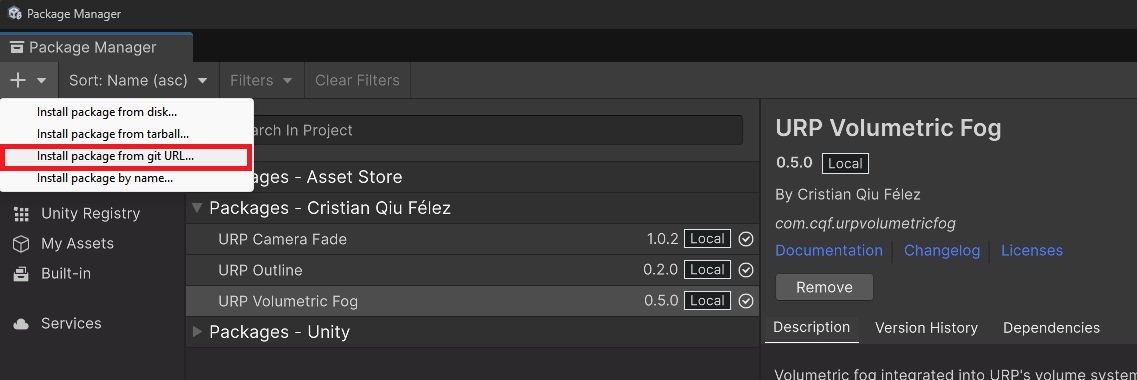 Package Manager
Package Manager
Sort: Name (asc)
Filters
Clear Filters
Install package from disk...
Install package from tarball...
Install package from git URL...
Install package by name...
Unity Registry
My Assets
Built-in
Services
arch In Project
ages - Asset Store
Packages - Cristian Qiu Félez
URP Camera Fade 1.0.2 Local
URP Outline 0.2.0 Local
URP Volumetric Fog 0.5.0 Local
Packages - Unity
URP Volumetric Fog
0.5.0 Local
By Cristian Qiu Félez
com.cqf.urpvolumetricfog
Documentation Changelog Licenses
Remove
Description Version History Dependencies
Volumetric fog integrated into URP's volume system